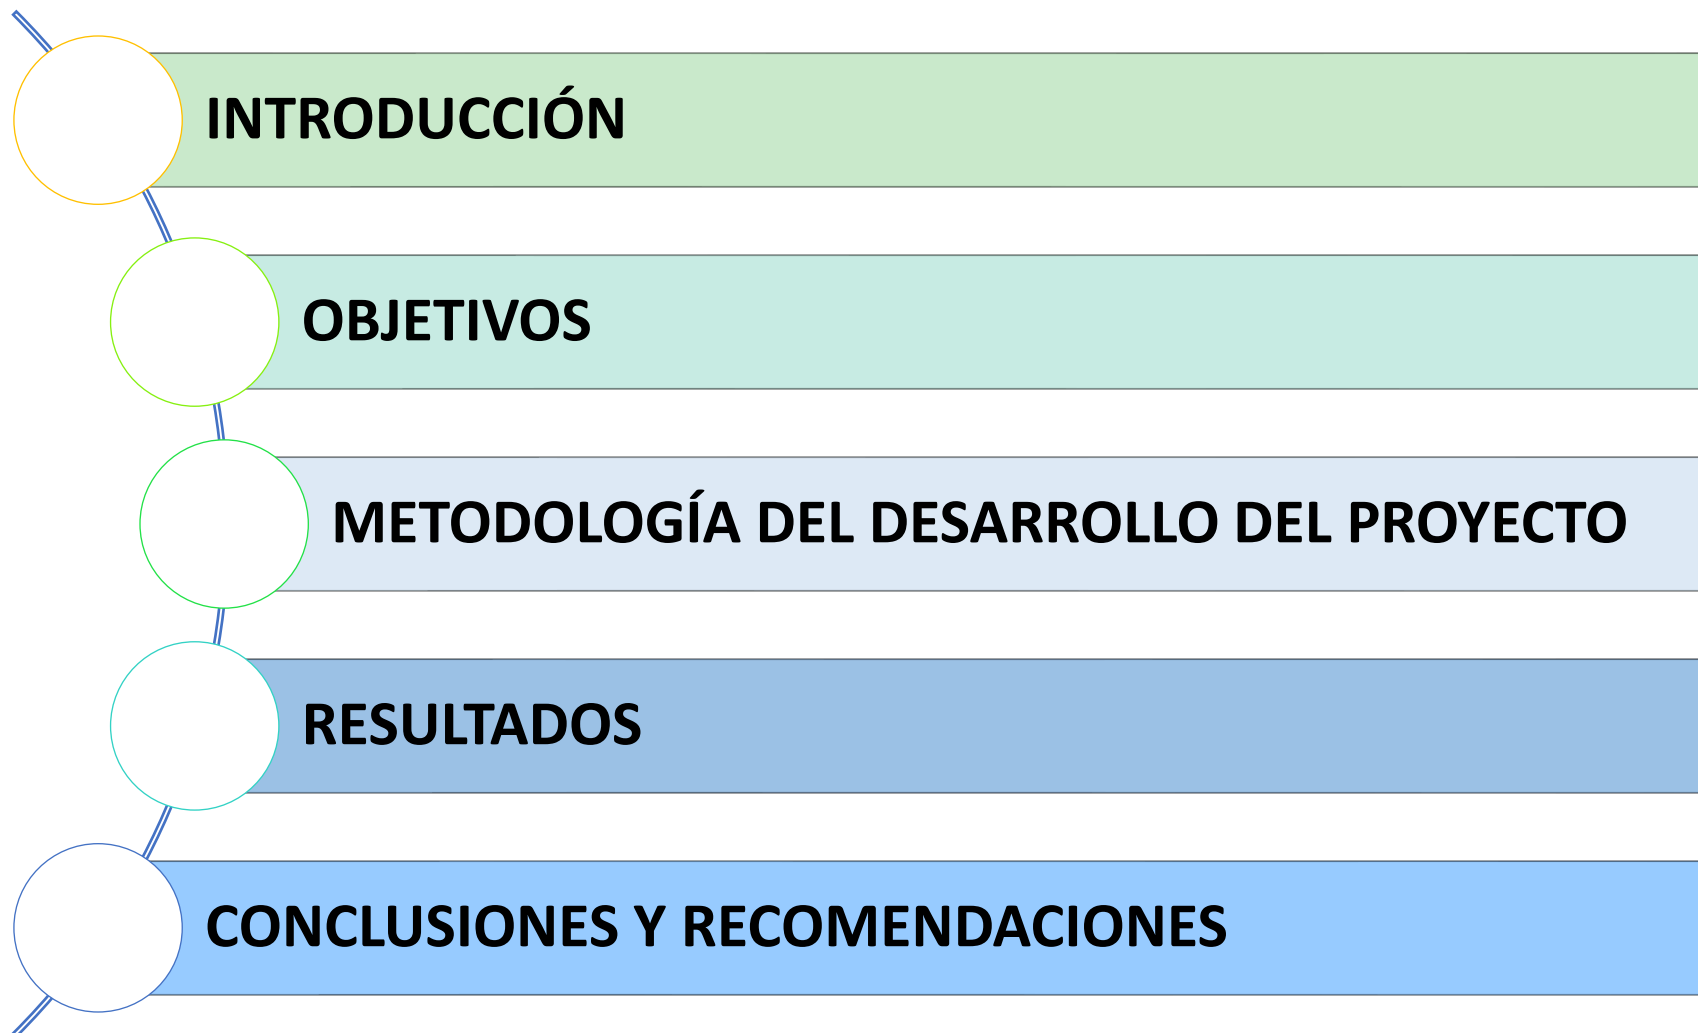 INTRODUCCIÓN
OBJETIVOS
METODOLOGÍA DEL DESARROLLO DEL PROYECTO
RESULTADOS
CONCLUSIONES Y RECOMENDACIONES